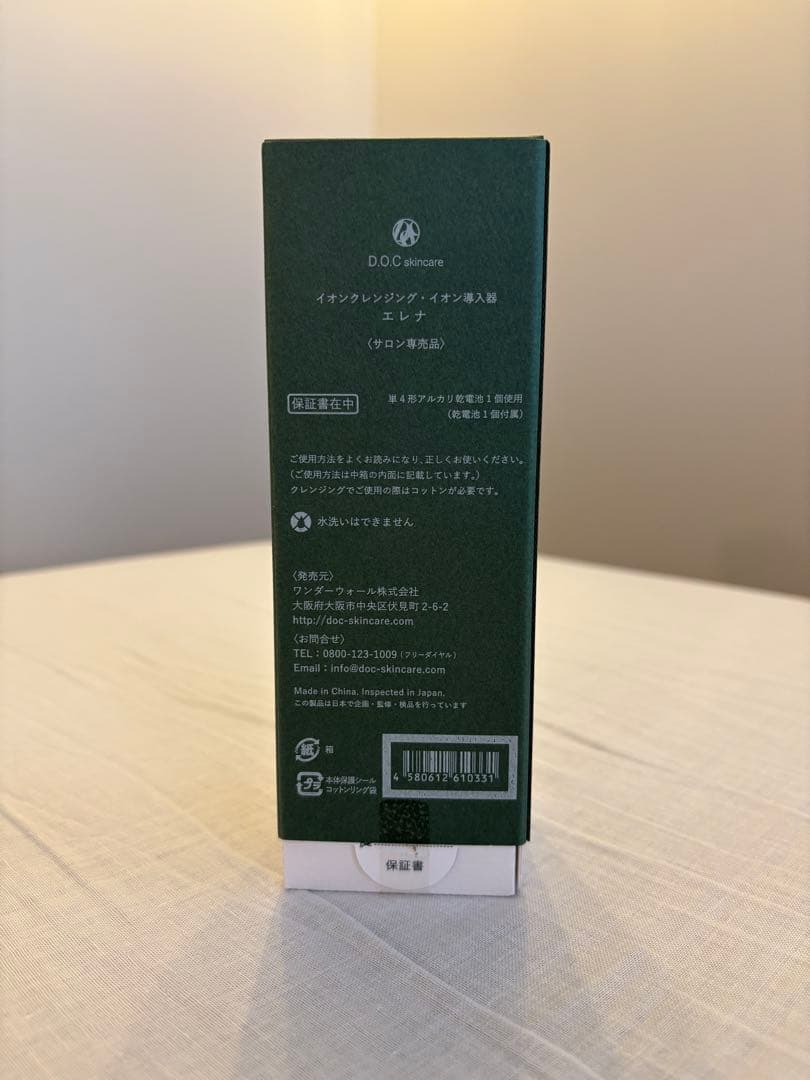 D.O.C skincare
イオンクレンジング・イオン導入器
エレナ
〈サロン専売品〉
保証書在中
単4形アルカリ乾電池1個使用
(乾電池1個付属)
ご使用方法をよくお読みになり、正しくお使いください。
(ご使用方法は中箱の内面に記載しています。)
クレンジングでご使用の際はコットンが必要です。
水洗いはできません
〈発売元〉
ワンダーウォール株式会社
大阪府大阪市中央区伏見町2-6-2
http://doc-skincare.com
〈お問合せ〉
TEL：0800-123-1009（フリーダイヤル）
Email：info@doc-skincare.com
Made in China. Inspected in Japan.
この製品は日本で企画・監修・検品を行っています
紙 箱
プラ 本体保護シール
コットンリング袋
4 580612 610331
保証書